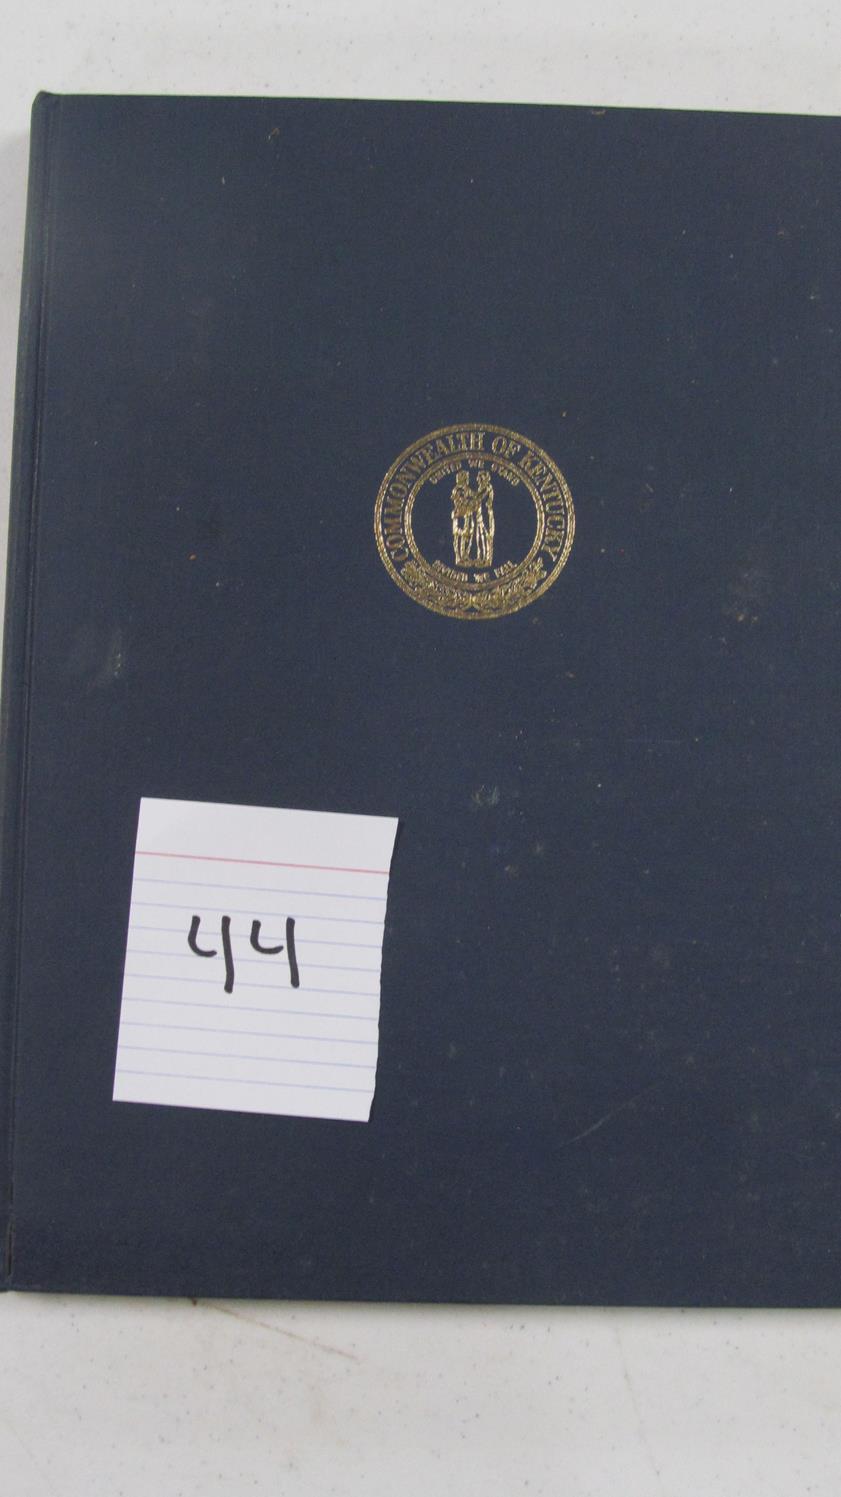 COMMONWEALTH OF KENTUCKY
UNITED WE STAND
DIVIDED WE FALL
44